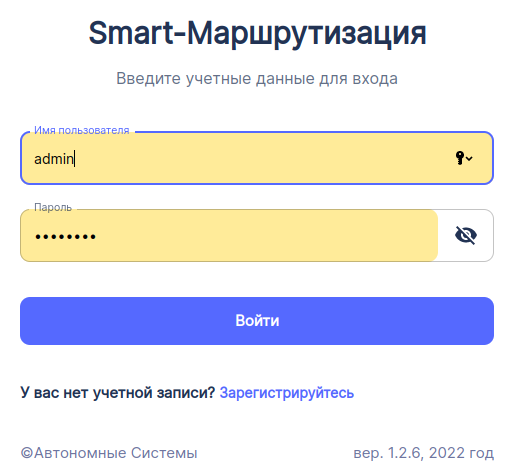 Smart-Маршрутизация
Введите учетные данные для входа
Имя пользователя
admin
Пароль
••••••••
Войти
У вас нет учетной записи? Зарегистрируйтесь
©Автономные Системы вер. 1.2.6, 2022 год